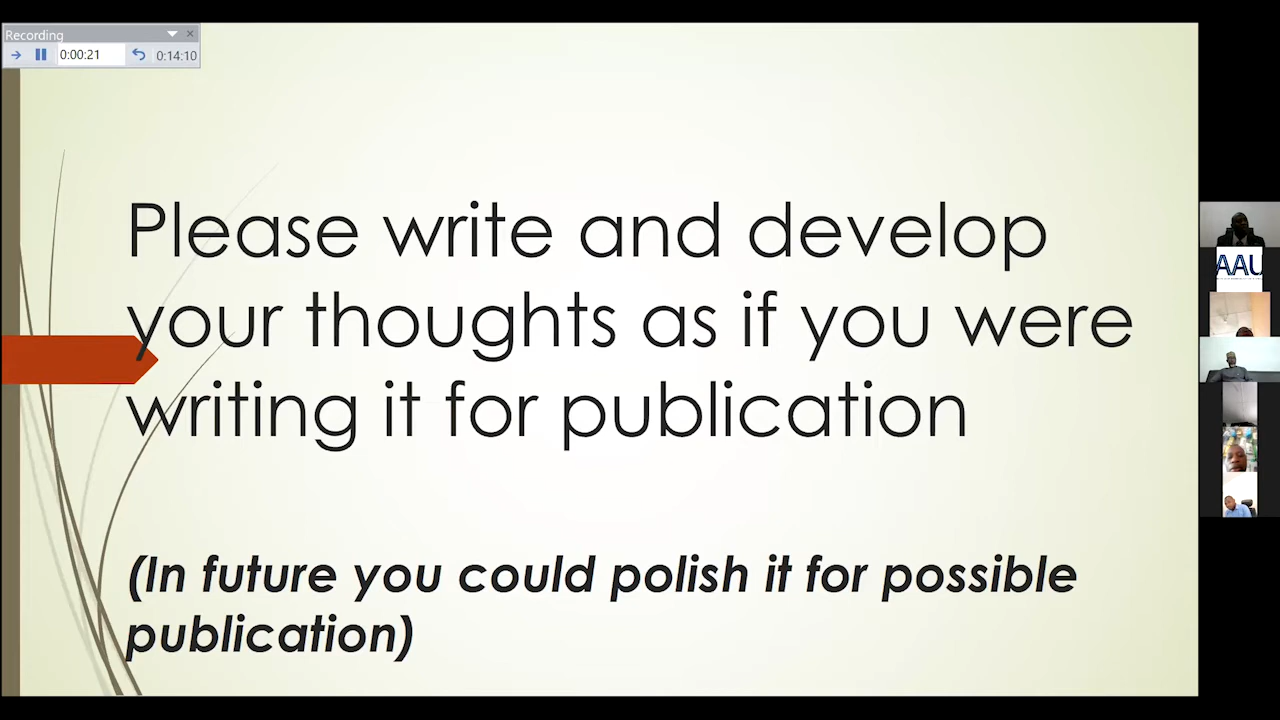 Recording
0:00:21
0:14:10
Please write and develop
your thoughts as if you were
writing it for publication
(In future you could polish it for possible
publication)
AAU